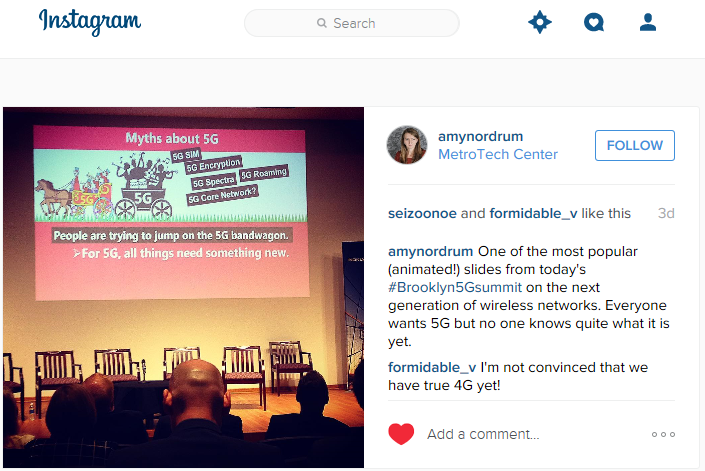 Instagram
Search
Myths about 5G
5G SIM
5G Encryption
5G Spectra
5G Roaming
5G Core Network?
5G
5G
People are trying to jump on the 5G bandwagon.
➢For 5G, all things need something new.
amynordrum
MetroTech Center
FOLLOW
seizoonoe and formidable_v like this
3d
amynordrum One of the most popular
(animated!) slides from today's
#Brooklyn5Gsummit on the next
generation of wireless networks. Everyone
wants 5G but no one knows quite what it is
yet.
formidable_v I'm not convinced that we
have true 4G yet!
Add a comment...